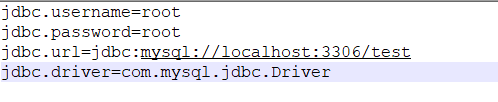 jdbc.username=root
jdbc.password=root
jdbc.url=jdbc:mysql://localhost:3306/test
jdbc.driver=com.mysql.jdbc.Driver